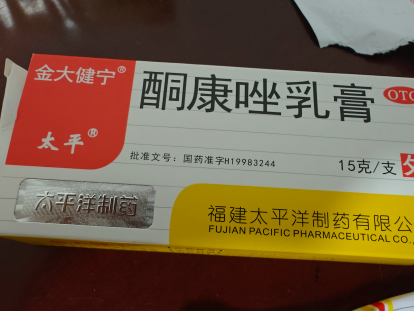 金大健宁®
太平®
酮康唑乳膏
OTC
批准文号：国药准字H19983244
15克/支
太平洋制药
福建太平洋制药有限公
FUJIAN PACIFIC PHARMACEUTICAL CO.,